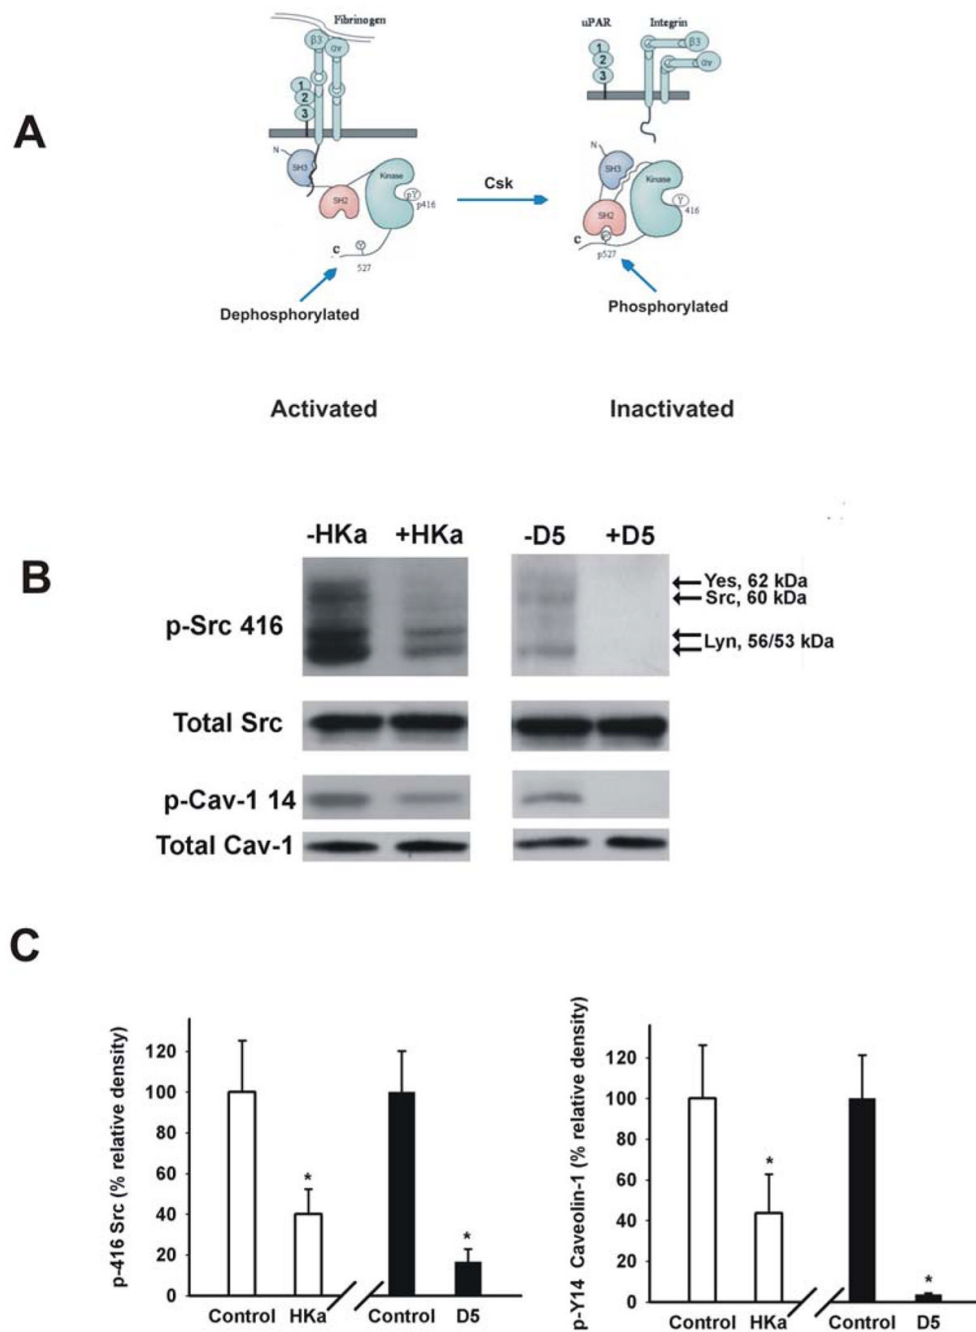 A
Fibrinogen
β3
αv
1
2
3
N
SH3
SH2
Kinase
pY
p416
C
Y
527
Dephosphorylated
Activated
Csk
uPAR
Integrin
β3
αv
1
2
3
N
SH3
SH2
Kinase
Y
416
C
p527
Phosphorylated
Inactivated
B
-HKa +HKa -D5 +D5
p-Src 416
Yes, 62 kDa
Src, 60 kDa
Lyn, 56/53 kDa
Total Src
p-Cav-1 14
Total Cav-1
C
p-416 Src (% relative density)
120
100
80
60
40
20
0
*
*
Control HKa Control D5
p-Y14 Caveolin-1 (% relative density)
120
100
80
60
40
20
0
*
*
Control HKa Control D5